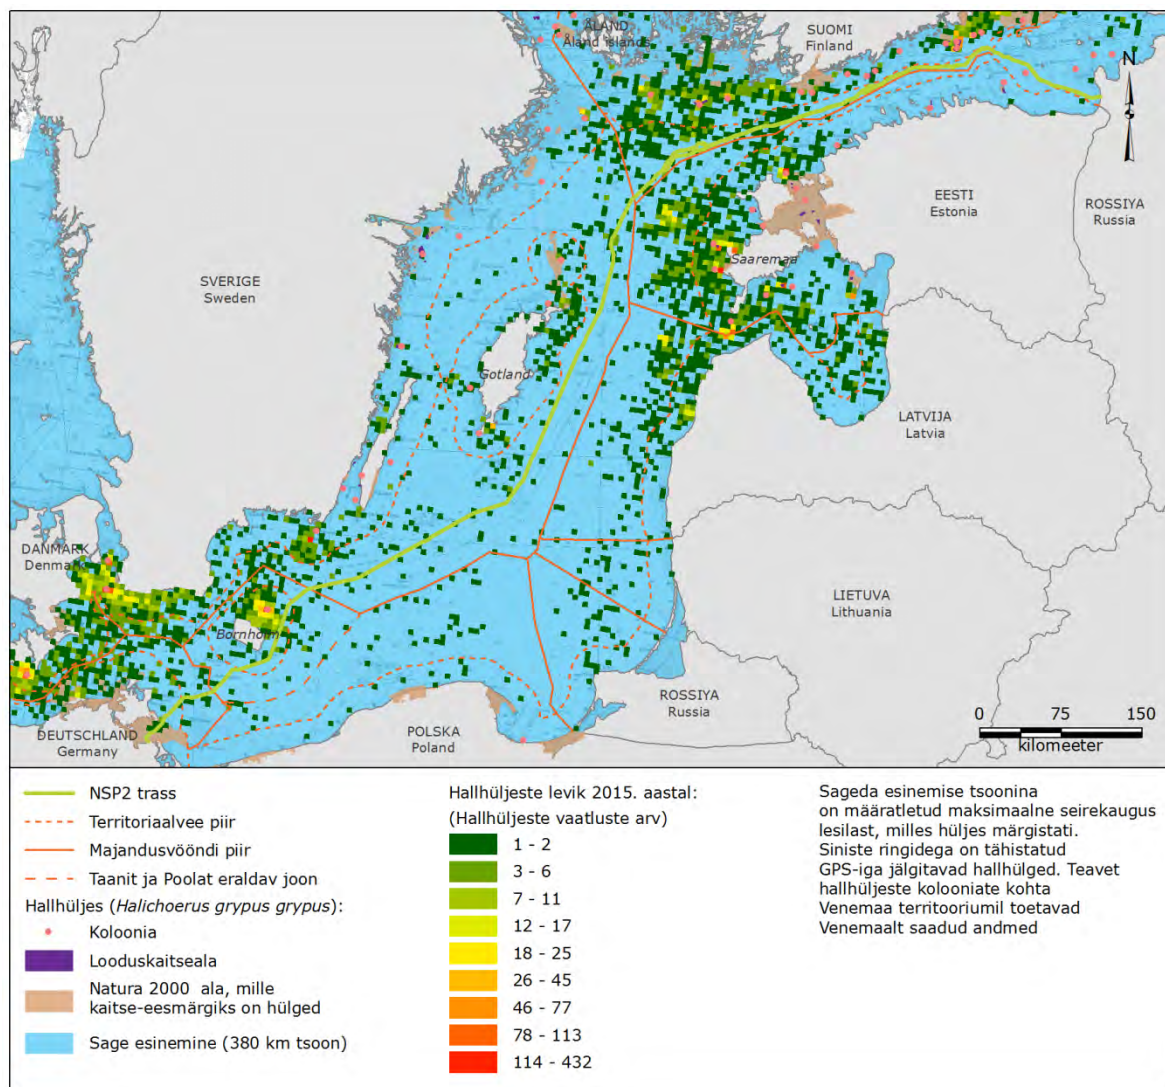 ÅLAND
Åland islands
SUOMI
Finland
N
EESTI
Estonia
ROSSIYA
Russia
SVERIGE
Sweden
Saaremaa
Gotland
LATVIJA
Latvia
DANMARK
Denmark
LIETUVA
Lithuania
Bornholm
ROSSIYA
Russia
POLSKA
Poland
DEUTSCHLAND
Germany
0 75 150
kilomeeter
NSP2 trass
Territoriaalvee piir
Majandusvööndi piir
Taanit ja Poolat eraldav joon
Hallhüljes (Halichoerus grypus grypus):
Koloonia
Looduskaitseala
Natura 2000 ala, mille
kaitse-eesmärgiks on hülged
Sage esinemine (380 km tsoon)
Hallhüljeste levik 2015. aastal:
(Hallhüljeste vaatluste arv)
1 - 2
3 - 6
7 - 11
12 - 17
18 - 25
26 - 45
46 - 77
78 - 113
114 - 432
Sageda esinemise tsoonina
on määratletud maksimaalne seirekaugus
lesilast, milles hüljes märgistati.
Siniste ringidega on tähistatud
GPS-iga jälgitavad hallhülged. Teavet
hallhüljeste kolooniate kohta
Venemaa territooriumil toetavad
Venemaalt saadud andmed